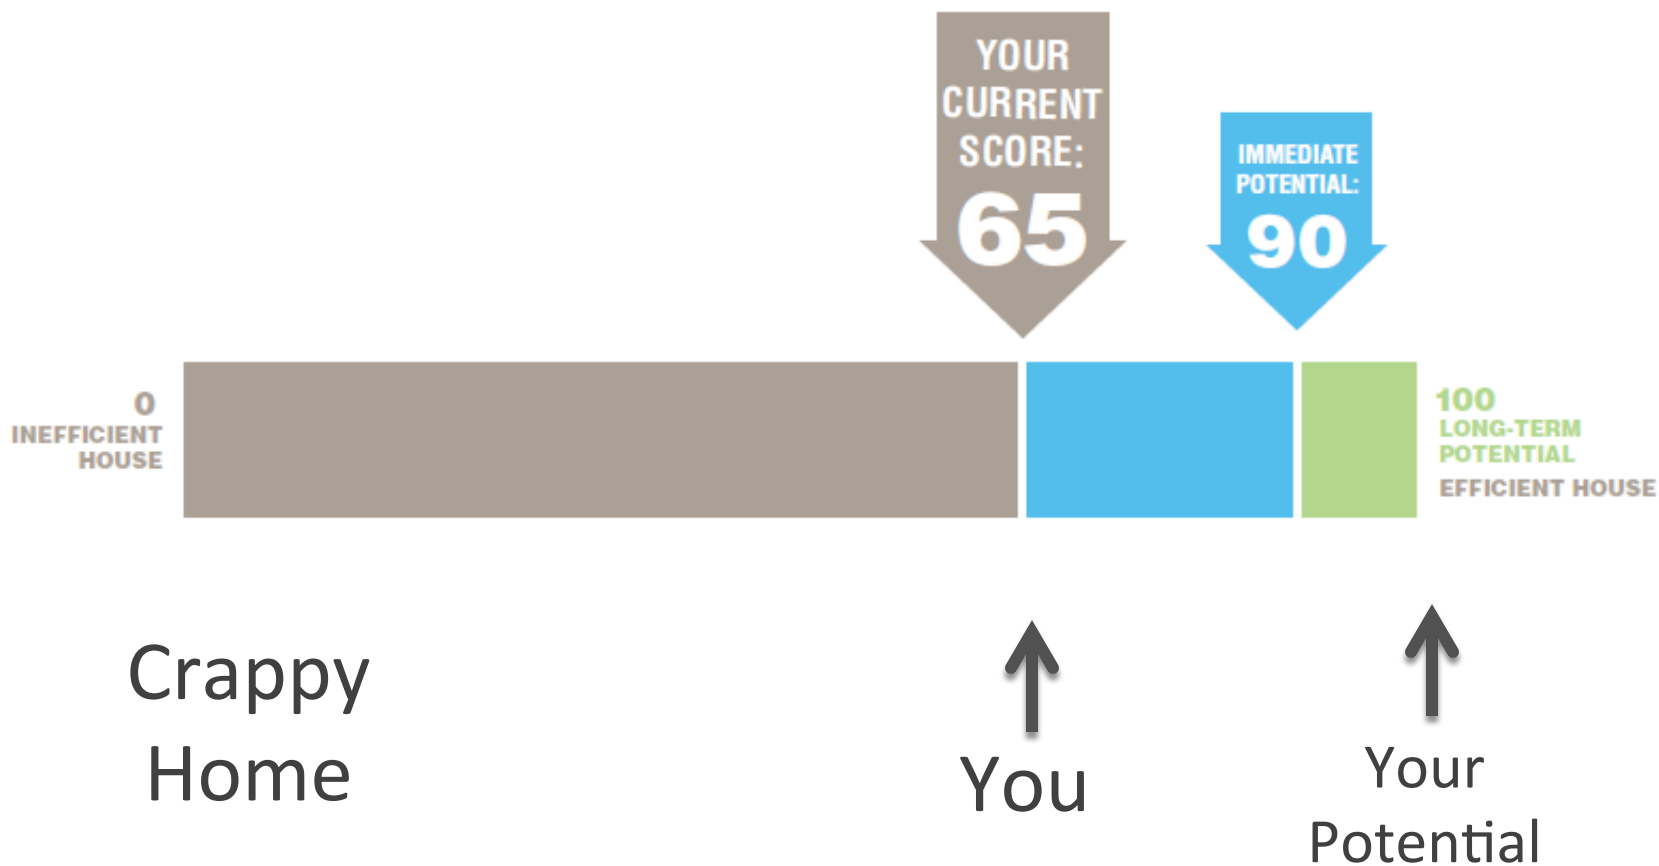 YOUR
CURRENT
SCORE:
65
IMMEDIATE
POTENTIAL:
90
0
INEFFICIENT
HOUSE
100
LONG-TERM
POTENTIAL
EFFICIENT HOUSE
Crappy
Home
You
Your
Potential